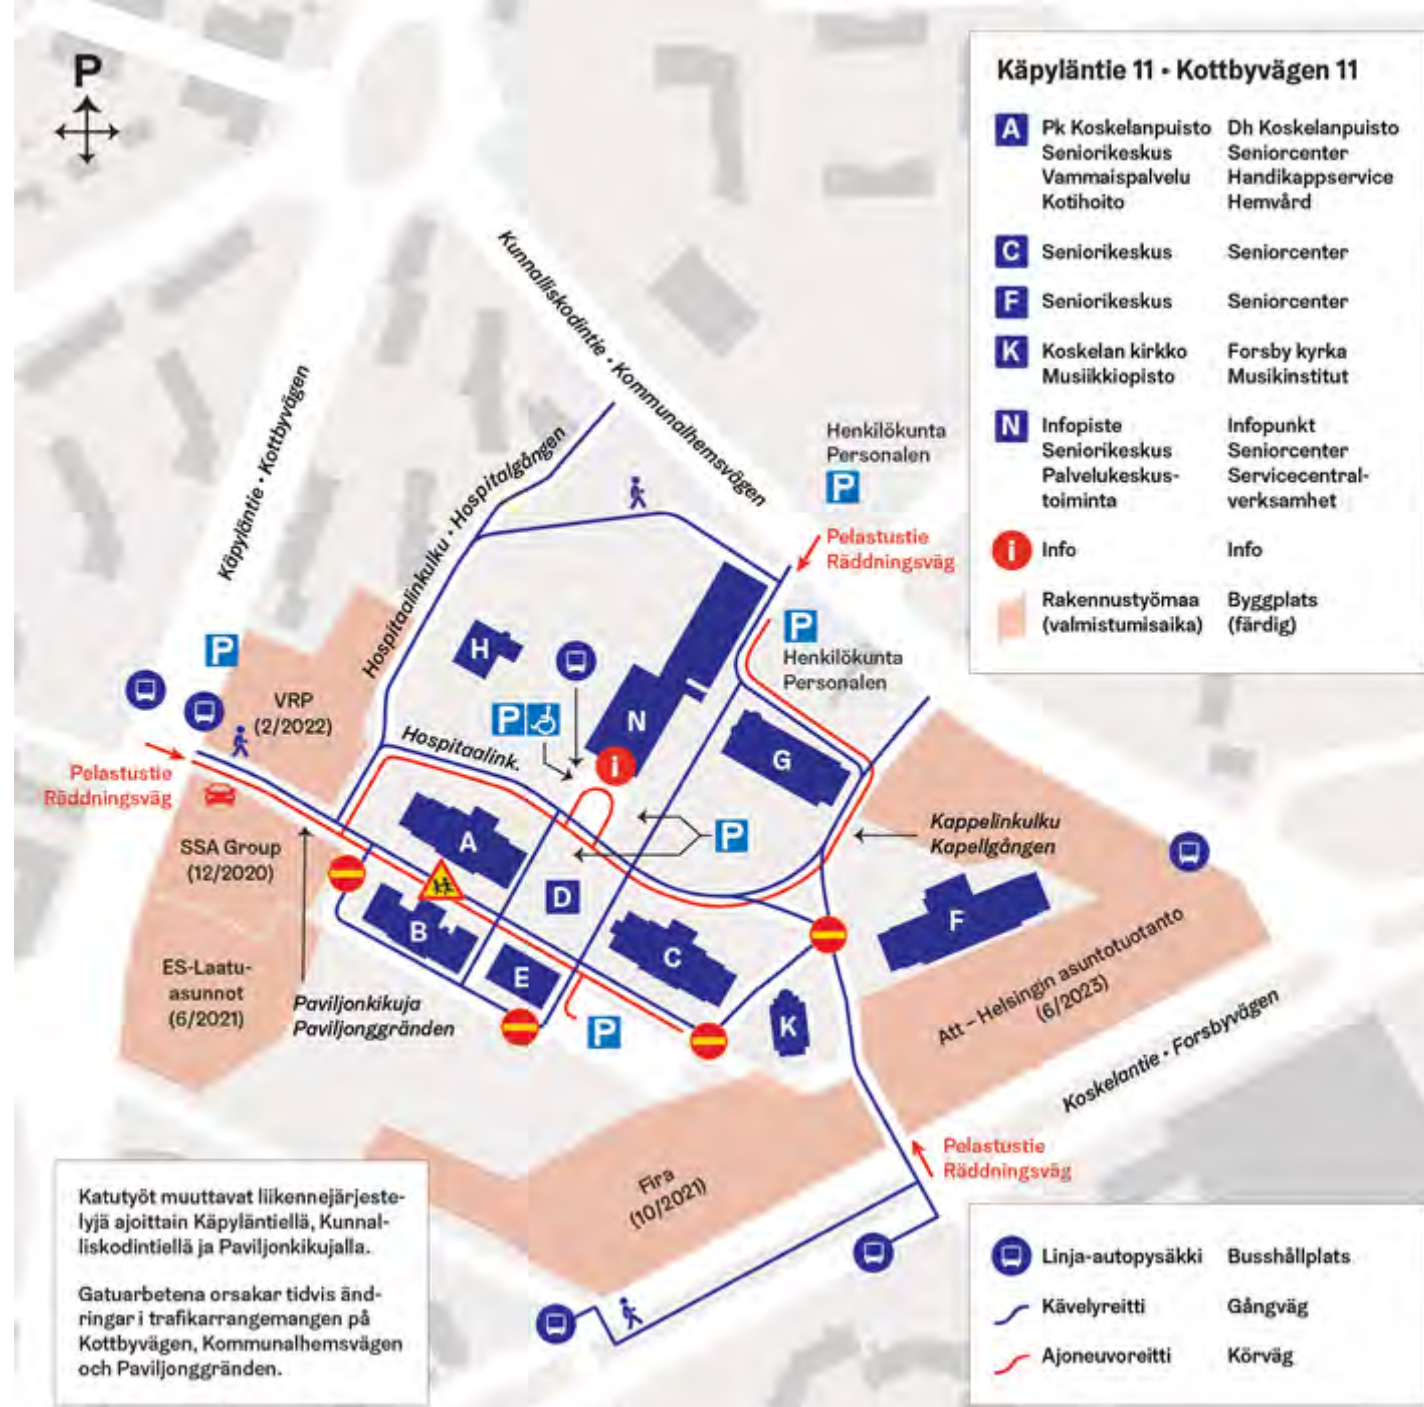 P
Käpyläntie 11 • Kottbyvägen 11
A
Pk Koskelanpuisto
Seniorikeskus
Vammaispalvelu
Kotihoito
Dh Koskelanpuisto
Seniorcenter
Handikappservice
Hemvård
C
Seniorikeskus
Seniorcenter
F
Seniorikeskus
Seniorcenter
K
Koskelan kirkko
Musiikkiopisto
Forsby kyrka
Musikinstitut
N
Infopiste
Seniorikeskus
Palvelukeskus-
toiminta
Infopunkt
Seniorcenter
Servicecentral-
verksamhet
i
Info
Info
Rakennustyömaa
(valmistumisaika)
Byggplats
(färdig)
Kunnalliskodintie • Kommunalhemsvägen
Käpyläntie • Kottbyvägen
Hospitaalinkulku • Hospitalgången
Henkilökunta
Personalen
P
Pelastustie
Räddningsväg
P
Henkilökunta
Personalen
P
VRP
(2/2022)
H
P
N
i
Hospitaalink.
G
Pelastustie
Räddningsväg
SSA Group
(12/2020)
A
P
Kappelinkulku
Kapellgången
D
B
C
F
E
ES-Laatu-
asunnot
(6/2021)
Paviljonkikuja
Paviljonggränden
P
K
Att – Helsingin asuntotuotanto
(6/2023)
Koskelantie • Forsbyvägen
Pelastustie
Räddningsväg
Fira
(10/2021)
Katutyöt muuttavat liikennejärjeste-
lyjä ajoittain Käpyläntiellä, Kunnal-
liskodintiellä ja Paviljonkikujalla.
Gatuarbetena orsakar tidvis änd-
ringar i trafikarrangemangen på
Kottbyvägen, Kommunalhemsvägen
och Paviljonggränden.
Linja-autopysäkki
Busshållplats
Kävelyreitti
Gångväg
Ajoneuvoreitti
Körväg